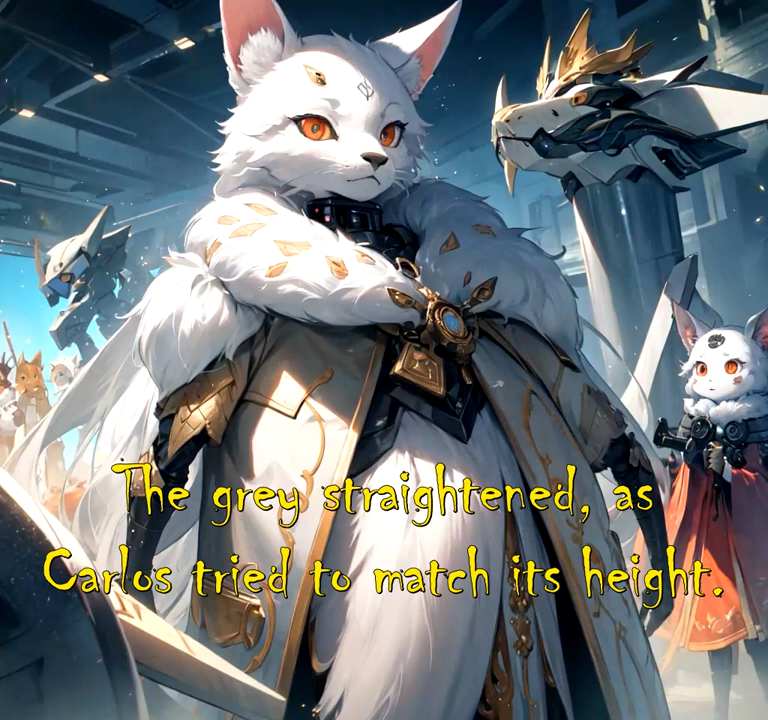 The grey straightened, as
Carlos tried to match its height.